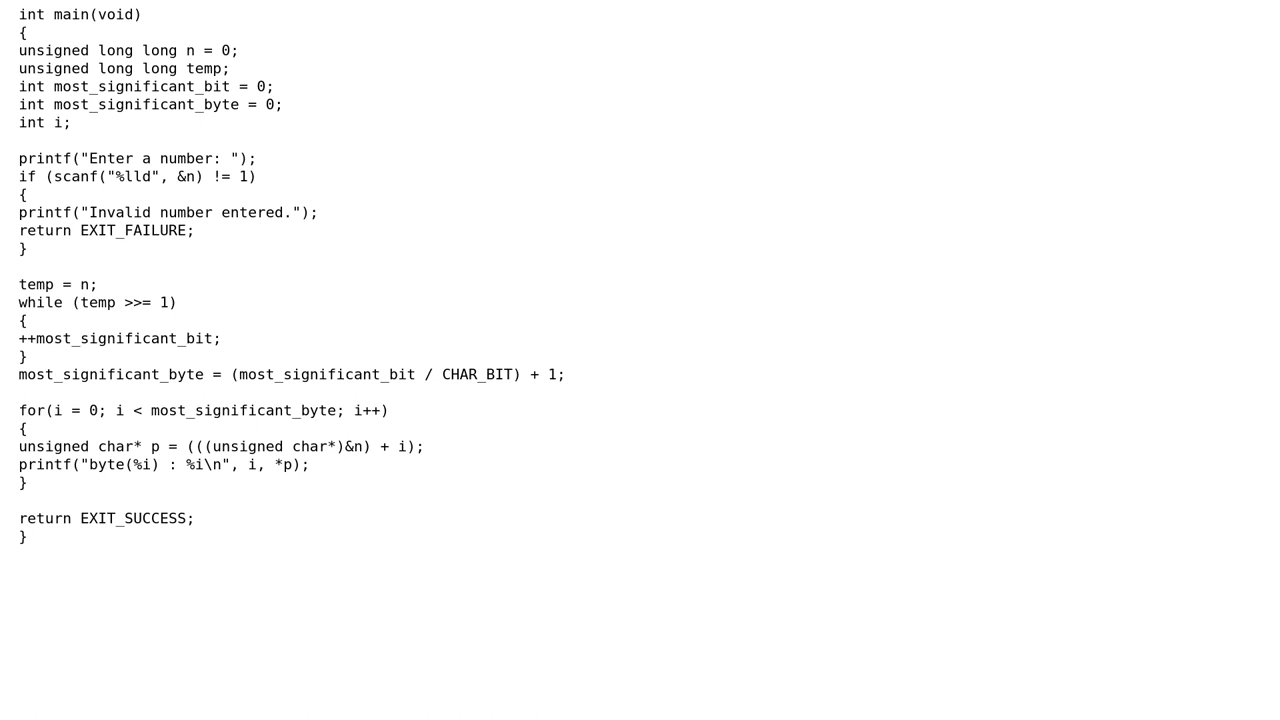 int main(void)
{
unsigned long long n = 0;
unsigned long long temp;
int most_significant_bit = 0;
int most_significant_byte = 0;
int i;

printf("Enter a number: ");
if (scanf("%lld", &n) != 1)
{
printf("Invalid number entered.");
return EXIT_FAILURE;
}

temp = n;
while (temp >>= 1)
{
++most_significant_bit;
}
most_significant_byte = (most_significant_bit / CHAR_BIT) + 1;

for(i = 0; i < most_significant_byte; i++)
{
unsigned char* p = (((unsigned char*)&n) + i);
printf("byte(%i) : %i\n", i, *p);
}

return EXIT_SUCCESS;
}